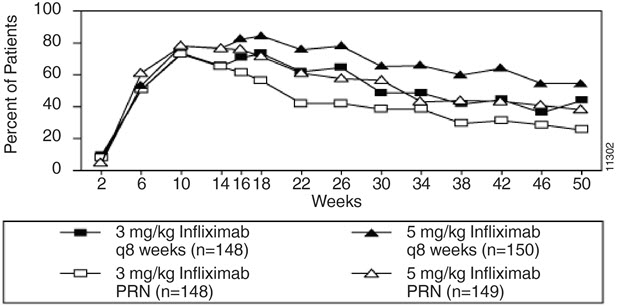 100
80
60
40
20
0
Percent of Patients
2 6 10 14 16 18 22 26 30 34 38 42 46 50
Weeks
11302
3 mg/kg Infliximab
q8 weeks (n=148)
5 mg/kg Infliximab
q8 weeks (n=150)
3 mg/kg Infliximab
PRN (n=148)
5 mg/kg Infliximab
PRN (n=149)